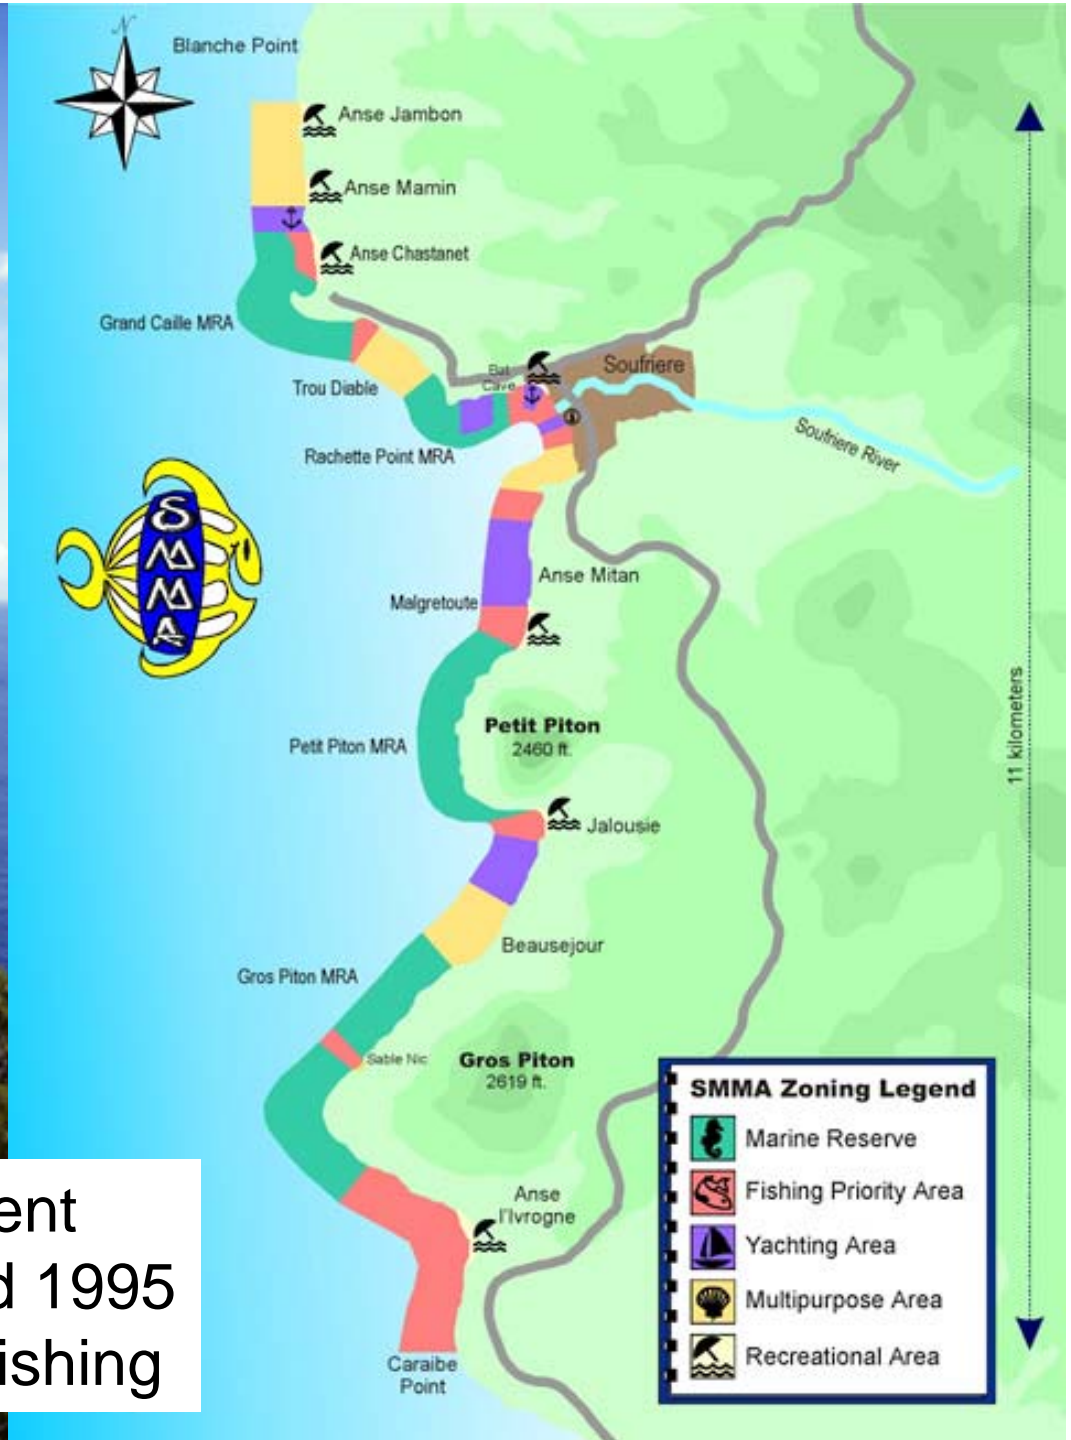 N
Blanche Point
Anse Jambon
Anse Mamin
Anse Chastanet
Grand Caille MRA
Bat
Cave
Soufriere
Trou Diable
Soufriere River
Rachette Point MRA
SMMA
Anse Mitan
Malgretoute
Petit Piton
2460 ft.
Petit Piton MRA
11 kilometers
Jalousie
Beausejour
Gros Piton MRA
Sable Nic
Gros Piton
2619 ft.
SMMA Zoning Legend
Marine Reserve
Fishing Priority Area
Yachting Area
Multipurpose Area
Recreational Area
Anse
l'Ivrogne
Caraibe
Point
ent
d 1995
ishing